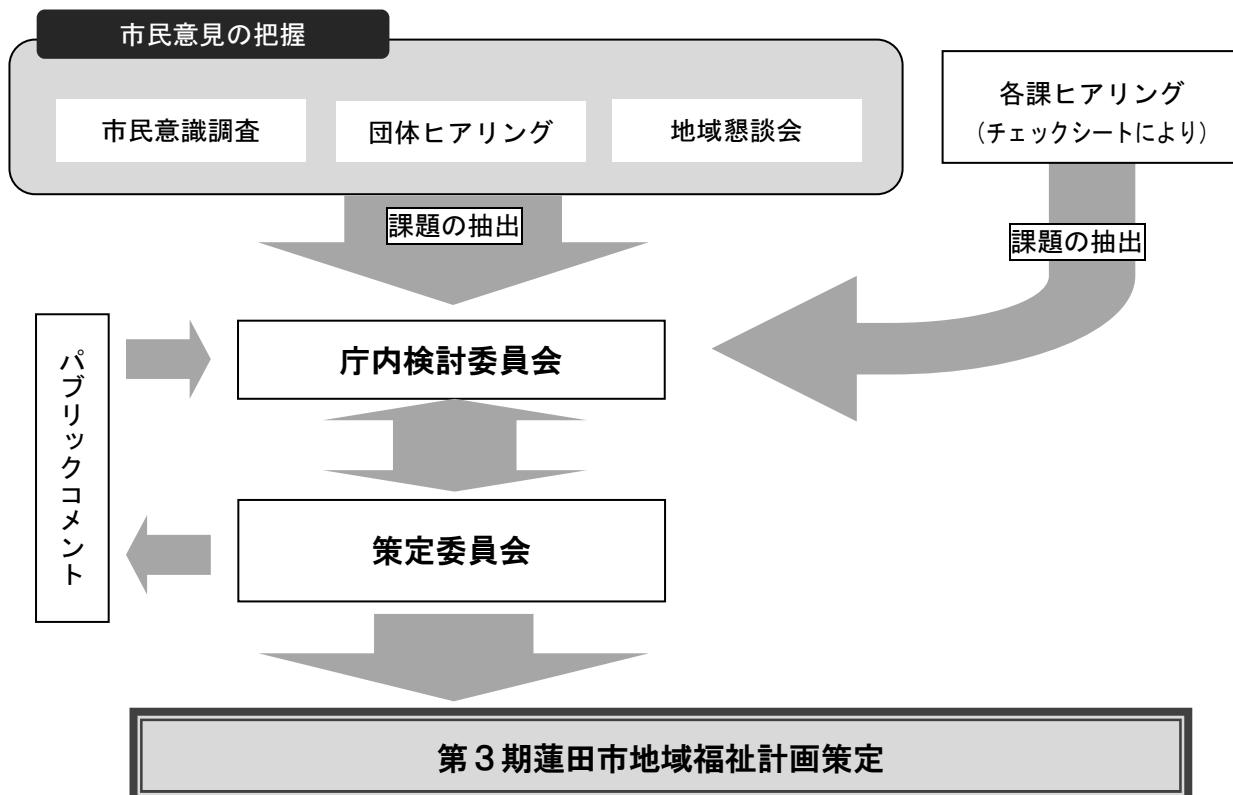 市民意見の把握
市民意識調査
団体ヒアリング
地域懇談会
各課ヒアリング
（チェックシートにより）
課題の抽出
課題の抽出
パブリックコメント
庁内検討委員会
策定委員会
第３期蓮田市地域福祉計画策定